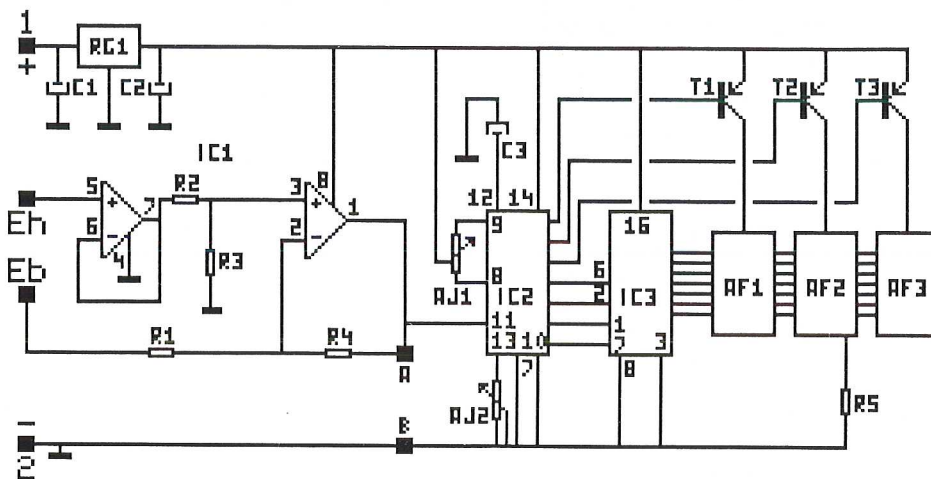 1
+
RG1
C1
C2
T1
T2
T3
C3
IC1
R2
5
+
7
6
-
4
3
8
+
1
2
-
R3
Eh
Eb
12
14
9
8
AJ1
IC2
11
13
10
7
16
6
2
IC3
1
7
3
8
AF1
AF2
AF3
R1
R4
A
AJ2
R5
B
-
2